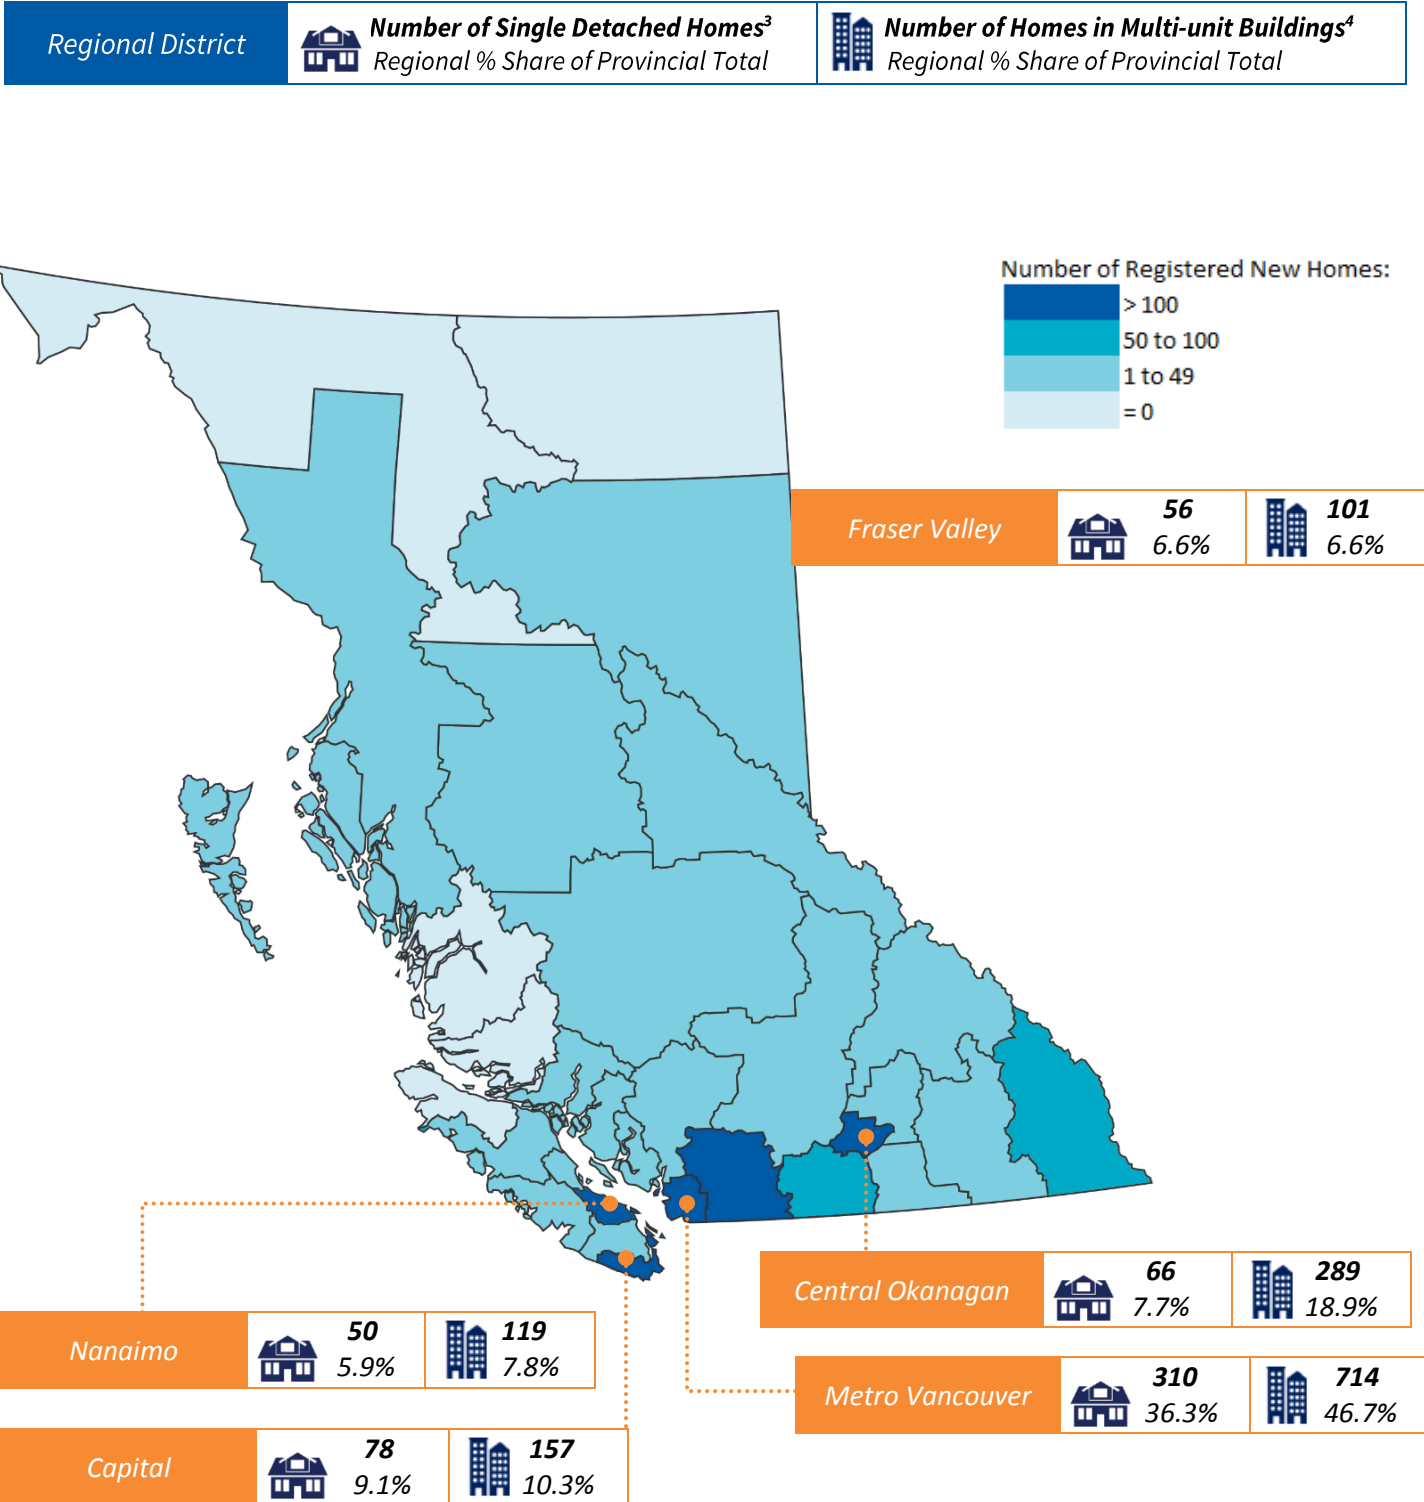 Regional District
Number of Single Detached Homes³
Regional % Share of Provincial Total
Number of Homes in Multi-unit Buildings⁴
Regional % Share of Provincial Total
Number of Registered New Homes:
> 100
50 to 100
1 to 49
= 0
Fraser Valley
56
6.6%
101
6.6%
Central Okanagan
66
7.7%
289
18.9%
Nanaimo
50
5.9%
119
7.8%
Metro Vancouver
310
36.3%
714
46.7%
Capital
78
9.1%
157
10.3%